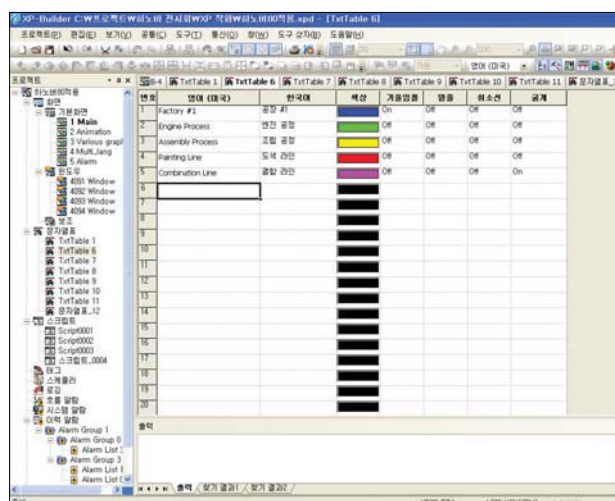 XP-Builder C:\프로젝트\하노버 전시회\XP 작화\하노버80적용.xpd - [TxtTable 6]
프로젝트(P) 편집(E) 보기(V) 공통(C) 도구(T) 통신(O) 창(W) 도구 상자(B) 도움말(H)
영어 (미국)
프로젝트
B-4 TxtTable 1 TxtTable 6 TxtTable 7 TxtTable 8 TxtTable 9 TxtTable 10 TxtTable 11 문자열표
번호 영어 (미국) 한국어 색상 기울임꼴 밑줄 취소선 굵게
1 Factory #1 공장 #1 On Off Off Off
2 Engine Process 엔진 공정 Off Off Off Off
3 Assembly Process 조립 공정 Off Off Off Off
4 Painting Line 도색 라인 Off Off Off Off
5 Combination Line 결합 라인 Off Off Off On
6
7
8
9
10
11
12
13
14
15
16
17
18
19
20
하노버80적용
화면
기본화면
1 Main
2 Animation
3 Various grapl
4 Multi_lang
5 Alarm
윈도우
4091 Window
4092 Window
4093 Window
4094 Window
보조
문자열표
TxtTable 1
TxtTable 6
TxtTable 7
TxtTable 8
TxtTable 9
TxtTable 10
TxtTable 11
문자열표_12
스크립트
Script0001
Script0002
Script0003
스크립트_0004
태그
스케줄러
로깅
흐름 알람
시스템 알람
이력 알람
Alarm Group 1
Alarm Group 0
Alarm List
Alarm Group 3
Alarm List 1
Alarm List
출력
출력 찾기 결과1 찾기 결과2